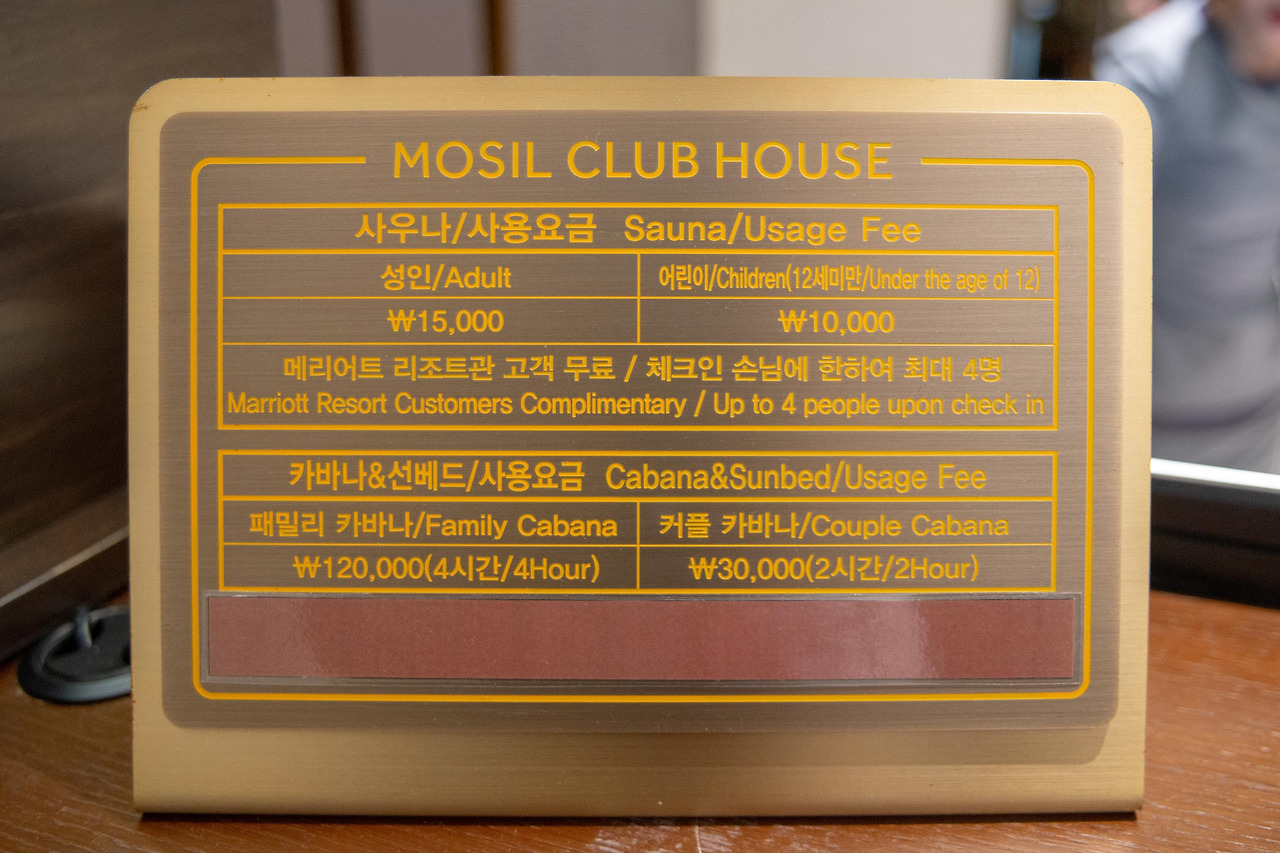 MOSIL CLUB HOUSE
사우나/사용요금 Sauna/Usage Fee
성인/Adult 어린이/Children(12세미만/Under the age of 12)
₩15,000 ₩10,000
메리어트 리조트관 고객 무료 / 체크인 손님에 한하여 최대 4명
Marriott Resort Customers Complimentary / Up to 4 people upon check in
카바나&선베드/사용요금 Cabana&Sunbed/Usage Fee
패밀리 카바나/Family Cabana 커플 카바나/Couple Cabana
₩120,000(4시간/4Hour) ₩30,000(2시간/2Hour)